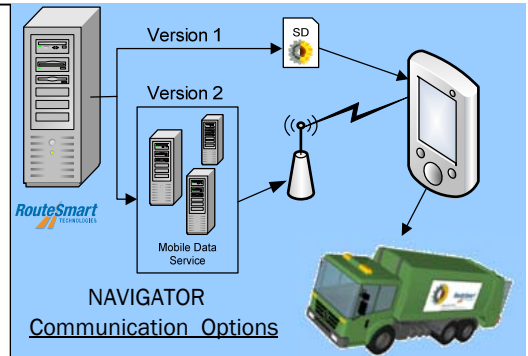 Version 1
SD
Version 2
RouteSmart
TECHNOLOGIES
Mobile Data
Service
NAVIGATOR
Communication Options